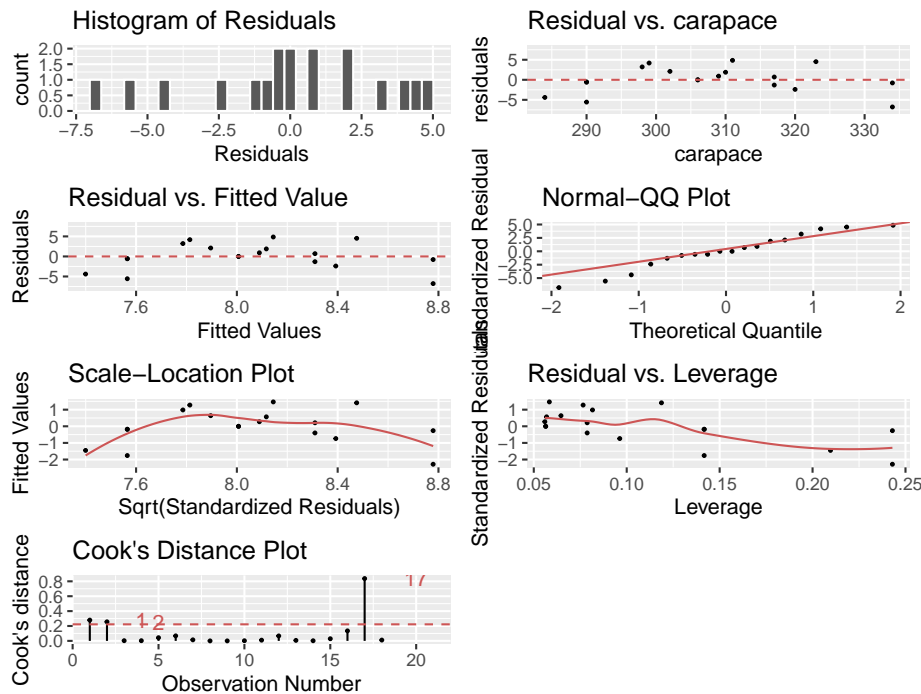 Histogram of Residuals
count
2.0
1.5
1.0
0.5
0.0
−7.5 −5.0 −2.5 0.0 2.5 5.0
Residuals
Residual vs. carapace
residuals
5
0
−5
290 300 310 320 330
carapace
Residual vs. Fitted Value
Residuals
5
0
−5
7.6 8.0 8.4 8.8
Fitted Values
Normal−QQ Plot
Residual
5.0
2.5
0.0
−2.5
−5.0
−2 −1 0 1 2
Theoretical Quantile
Scale−Location Plot
Fitted Values
1
0
−1
−2
7.6 8.0 8.4 8.8
Sqrt(Standardized Residuals)
Residual vs. Leverage
Standardized Residuals
1
0
−1
−2
0.05 0.10 0.15 0.20 0.25
Leverage
Cook's Distance Plot
Cook's distance
0.8
0.6
0.4
0.2
0.0
1 2
17
0 5 10 15 20
Observation Number